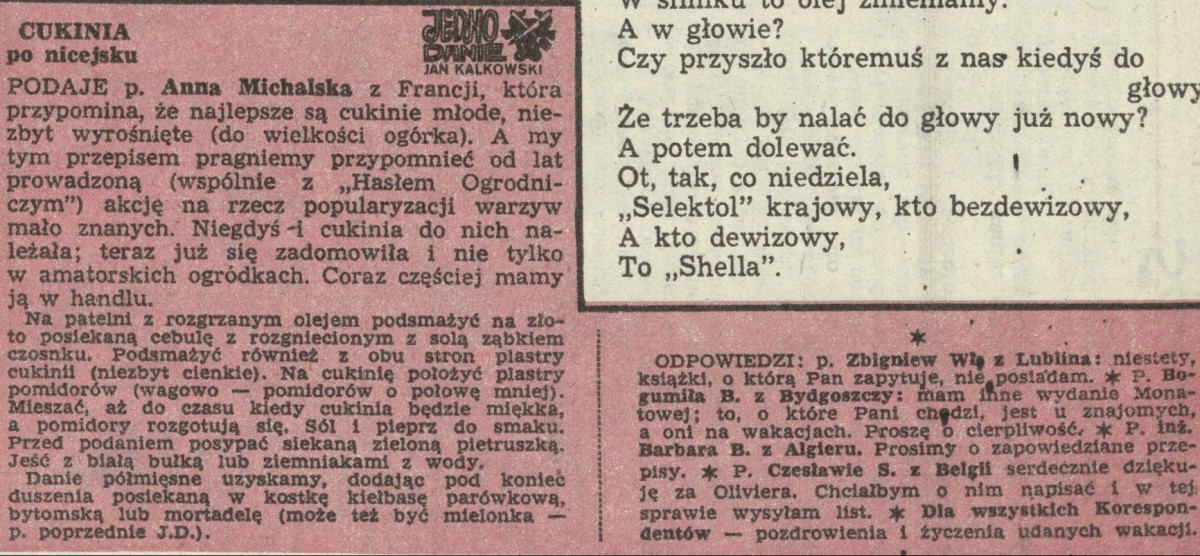 CUKINIA
po nicejsku
JEDNO
DANIE
JAN KALKOWSKI
PODAJE p. Anna Michalska z Francji, która
przypomina, że najlepsze są cukinie młode, nie-
zbyt wyrośnięte (do wielkości ogórka). A my
tym przepisem pragniemy przypomnieć od lat
prowadzoną (wspólnie z „Hasłem Ogrodni-
czym”) akcję na rzecz popularyzacji warzyw
mało znanych. Niegdyś i cukinia do nich na-
leżała; teraz już się zadomowiła i nie tylko
w amatorskich ogródkach. Coraz częściej mamy
ją w handlu.
Na patelni z rozgrzanym olejem podsmażyć na zło-
to posiekaną cebulę z rozgniecionym z solą ząbkiem
czosnku. Podsmażyć również z obu stron plastry
cukinii (niezbyt cienkie). Na cukinię położyć plastry
pomidorów (wagowo — pomidorów o połowę mniej).
Mieszać, aż do czasu kiedy cukinia będzie miękka,
a pomidory rozgotują się. Sól i pieprz do smaku.
Przed podaniem posypać siekaną zieloną pietruszką.
Jeść z białą bułką lub ziemniakami z wody.
Danie półmięsne uzyskamy, dodając pod koniec
duszenia posiekaną w kostkę kiełbasę parówkową,
bytomską lub mortadelę (może też być mielonka —
p. poprzednie J.D.).
W silniku to olej zmieniamy.
A w głowie?
Czy przyszło któremuś z nas kiedyś do
głowy
Że trzeba by nalać do głowy już nowy?
A potem dolewać.
Ot, tak, co niedziela,
„Selektol” krajowy, kto bezdewizowy,
A kto dewizowy,
To „Shella”.
*
ODPOWIEDZI: p. Zbigniew Wł. z Lublina: niestety,
książki, o którą Pan zapytuje, nie posiadam. * P. Bo-
gumiła B. z Bydgoszczy: mam inne wydanie Mona-
towej; to, o które Pani chodzi, jest u znajomych,
a oni na wakacjach. Proszę o cierpliwość. * P. inż.
Barbara B. z Algieru. Prosimy o zapowiedziane prze-
pisy. * P. Czesławie S. z Belgii serdecznie dzięku-
ję za Oliviera. Chciałbym o nim napisać i w tej
sprawie wysyłam list. * Dla wszystkich Korespon-
dentów — pozdrowienia i życzenia udanych wakacji.